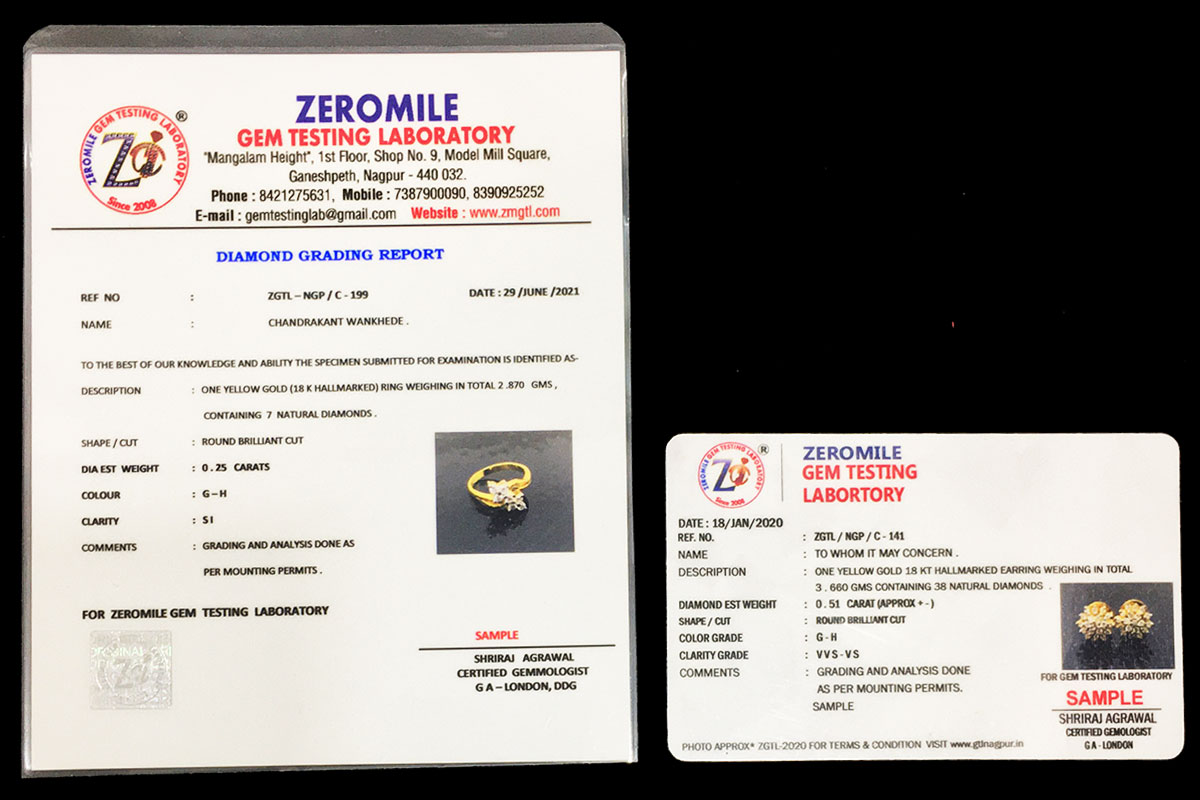 ZEROMILE
GEM TESTING LABORATORY
"Mangalam Height", 1st Floor, Shop No. 9, Model Mill Square,
Ganeshpeth, Nagpur - 440 032.
Phone : 8421275631, Mobile : 7387900090, 8390925252
E-mail : gemtestinglab@gmail.com Website : www.zmgtl.com
ZEROMILE GEM TESTING LABORATORY ®
Since 2008
DIAMOND GRADING REPORT
REF NO : ZGTL – NGP / C - 199 DATE : 29 /JUNE /2021
NAME : CHANDRAKANT WANKHEDE .
TO THE BEST OF OUR KNOWLEDGE AND ABILITY THE SPECIMEN SUBMITTED FOR EXAMINATION IS IDENTIFIED AS-
DESCRIPTION : ONE YELLOW GOLD (18 K HALLMARKED) RING WEIGHING IN TOTAL 2 .870 GMS ,
CONTAINING 7 NATURAL DIAMONDS .
SHAPE / CUT : ROUND BRILLIANT CUT
DIA EST WEIGHT : 0.25 CARATS
COLOUR : G – H
CLARITY : SI
COMMENTS : GRADING AND ANALYSIS DONE AS
PER MOUNTING PERMITS .
FOR ZEROMILE GEM TESTING LABORATORY
SAMPLE
SHRIRAJ AGRAWAL
CERTIFIED GEMMOLOGIST
G A – LONDON, DDG
ZEROMILE GEM TESTING LABORATORY ®
Since 2008
ZEROMILE
GEM TESTING
LABORTORY
DATE : 18/JAN/2020
REF. NO. : ZGTL / NGP / C - 141
NAME : TO WHOM IT MAY CONCERN .
DESCRIPTION : ONE YELLOW GOLD 18 KT HALLMARKED EARRING WEIGHING IN TOTAL
3 .660 GMS CONTAINING 38 NATURAL DIAMONDS .
DIAMOND EST WEIGHT : 0.51 CARAT (APPROX + - )
SHAPE / CUT : ROUND BRILLIANT CUT
COLOR GRADE : G - H
CLARITY GRADE : VVS - VS
COMMENTS : GRADING AND ANALYSIS DONE
AS PER MOUNTING PERMITS.
SAMPLE
FOR GEM TESTING LABORATORY
SAMPLE
SHRIRAJ AGRAWAL
CERTIFIED GEMOLOGIST
G A - LONDON
PHOTO APPROX* ZGTL-2020 FOR TERMS & CONDITION VISIT www.gtlnagpur.in